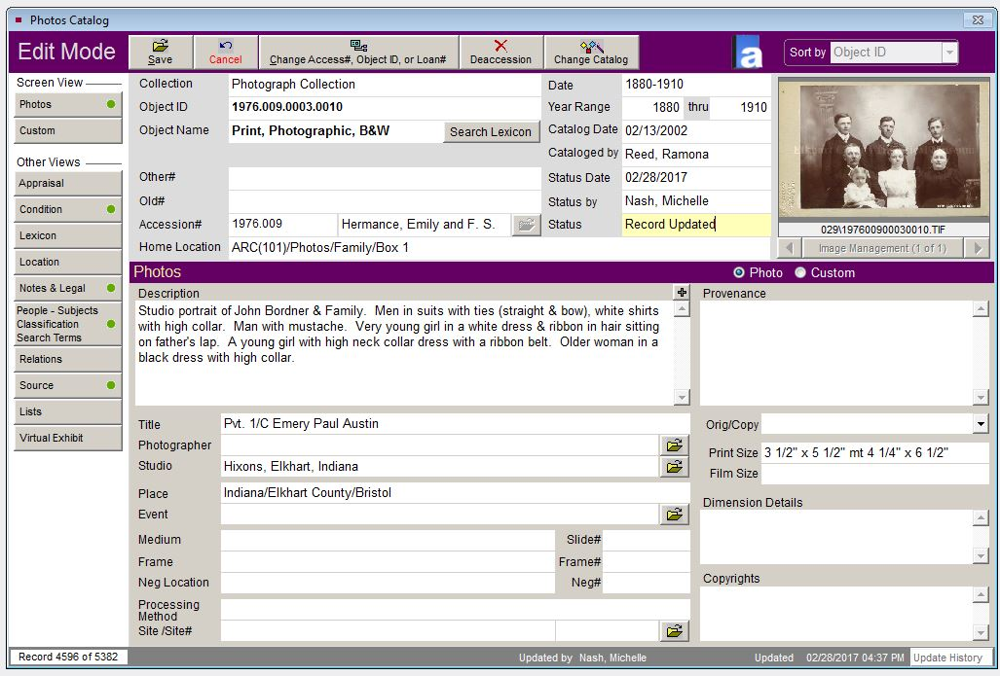 Photos Catalog
Edit Mode
Save
Cancel
Change Access#, Object ID, or Loan#
Deaccession
Change Catalog
a
Sort by Object ID
Screen View
Photos
Custom
Other Views
Appraisal
Condition
Lexicon
Location
Notes & Legal
People - Subjects
Classification
Search Terms
Relations
Source
Lists
Virtual Exhibit
Collection Photograph Collection
Object ID 1976.009.0003.0010
Object Name Print, Photographic, B&W Search Lexicon
Other#
Old#
Accession# 1976.009 Hermance, Emily and F. S.
Home Location ARC(101)/Photos/Family/Box 1
Date 1880-1910
Year Range 1880 thru 1910
Catalog Date 02/13/2002
Cataloged by Reed, Ramona
Status Date 02/28/2017
Status by Nash, Michelle
Status Record Updated
029\197600900030010.TIF
Image Management (1 of 1)
Photos
Photo Custom
Description
Studio portrait of John Bordner & Family. Men in suits with ties (straight & bow), white shirts
with high collar. Man with mustache. Very young girl in a white dress & ribbon in hair sitting
on father's lap. A young girl with high neck collar dress with a ribbon belt. Older woman in a
black dress with high collar.
Provenance
Title Pvt. 1/C Emery Paul Austin
Photographer
Studio Hixons, Elkhart, Indiana
Place Indiana/Elkhart County/Bristol
Event
Medium Slide#
Frame Frame#
Neg Location Neg#
Processing
Method
Site /Site#
Orig/Copy
Print Size 3 1/2" x 5 1/2" mt 4 1/4" x 6 1/2"
Film Size
Dimension Details
Copyrights
Record 4596 of 5382
Updated by Nash, Michelle
Updated 02/28/2017 04:37 PM
Update History